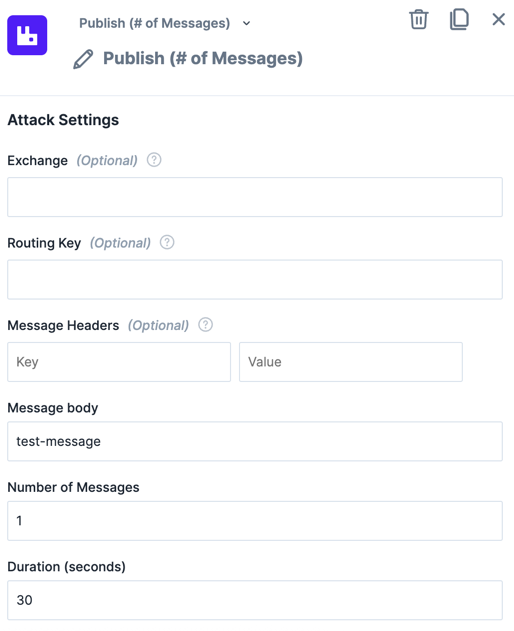 Publish (# of Messages)
Publish (# of Messages)
Attack Settings
Exchange (Optional) ?
Routing Key (Optional) ?
Message Headers (Optional) ?
Key Value
Message body
test-message
Number of Messages
1
Duration (seconds)
30